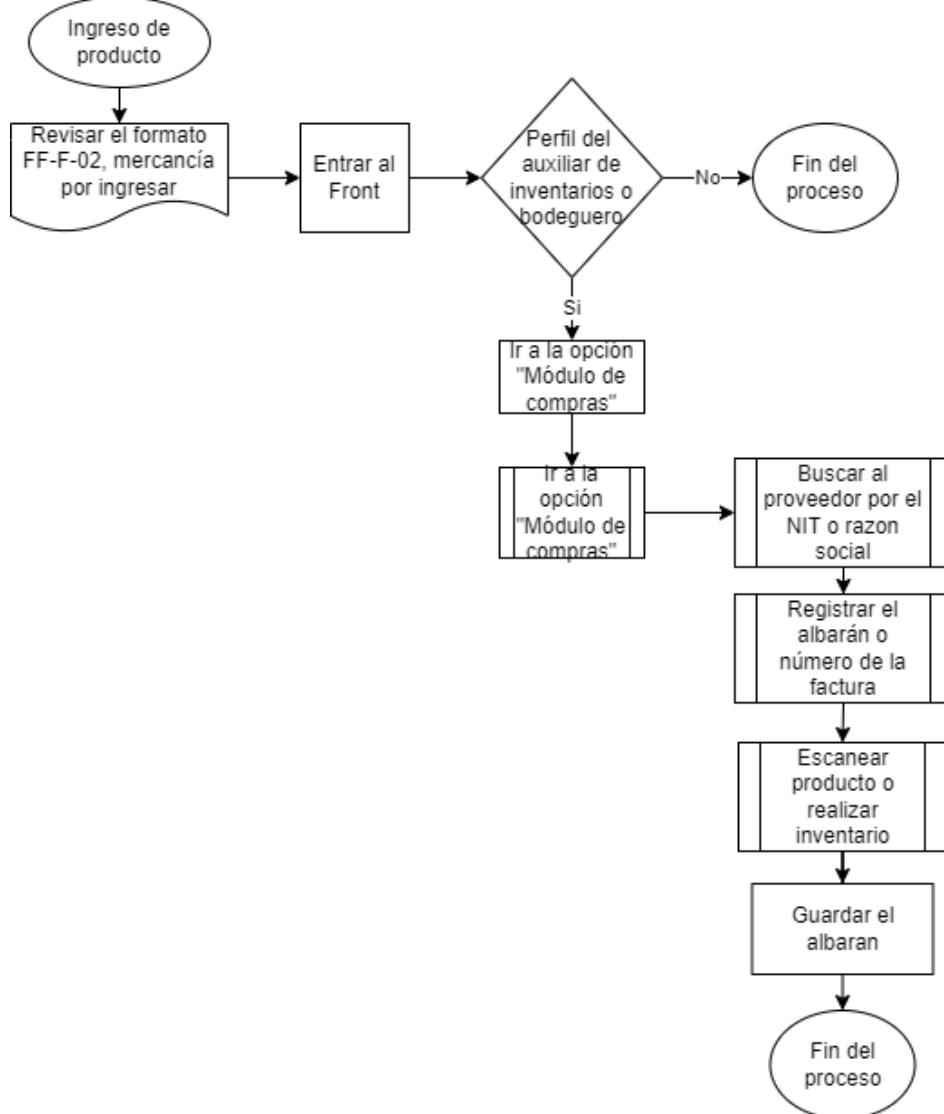 Ingreso de
producto
Revisar el formato
FF-F-02, mercancía
por ingresar
Entrar al
Front
Perfil del
auxiliar de
inventarios o
bodeguero
No
Fin del
proceso
Si
Ir a la opción
"Módulo de
compras"
Ir a la
opción
"Módulo de
compras"
Buscar al
proveedor por el
NIT o razon
social
Registrar el
albarán o
número de la
factura
Escanear
producto o
realizar
inventario
Guardar el
albaran
Fin del
proceso